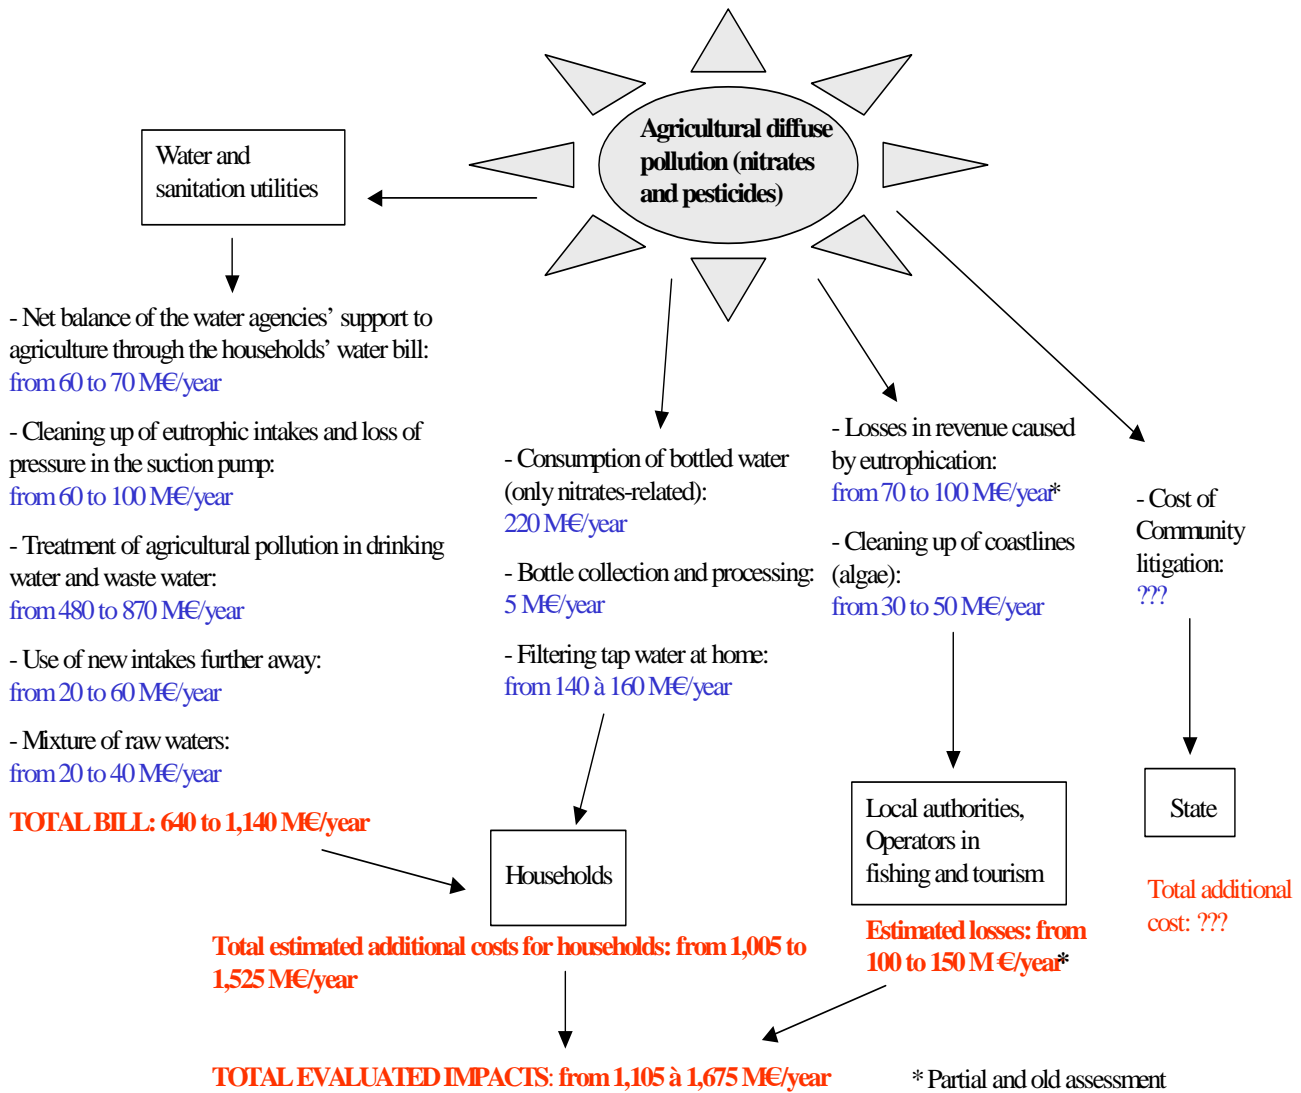 Agricultural diffuse
pollution (nitrates
and pesticides)
Water and
sanitation utilities
- Net balance of the water agencies’ support to
agriculture through the households’ water bill:
from 60 to 70 M€/year
- Cleaning up of eutrophic intakes and loss of
pressure in the suction pump:
from 60 to 100 M€/year
- Treatment of agricultural pollution in drinking
water and waste water:
from 480 to 870 M€/year
- Use of new intakes further away:
from 20 to 60 M€/year
- Mixture of raw waters:
from 20 to 40 M€/year
TOTAL BILL: 640 to 1,140 M€/year
- Consumption of bottled water
(only nitrates-related):
220 M€/year
- Bottle collection and processing:
5 M€/year
- Filtering tap water at home:
from 140 à 160 M€/year
Households
Total estimated additional costs for households: from 1,005 to
1,525 M€/year
- Losses in revenue caused
by eutrophication:
from 70 to 100 M€/year*
- Cleaning up of coastlines
(algae):
from 30 to 50 M€/year
Local authorities,
Operators in
fishing and tourism
Estimated losses: from
100 to 150 M €/year*
- Cost of
Community
litigation:
???
State
Total additional
cost: ???
TOTAL EVALUATED IMPACTS: from 1,105 à 1,675 M€/year
* Partial and old assessment